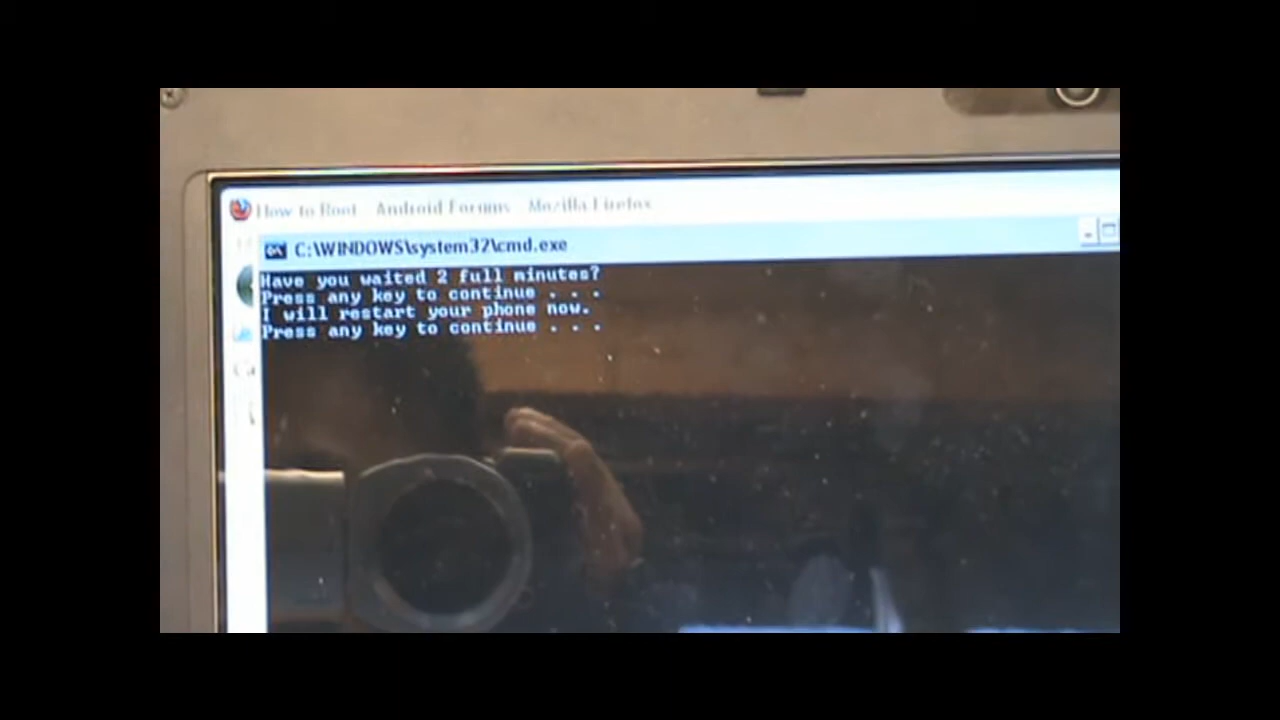 How to Root - Android Forums - Mozilla Firefox
C:\WINDOWS\system32\cmd.exe
Have you waited 2 full minutes?
Press any key to continue . . .
I will restart your phone now.
Press any key to continue . . .